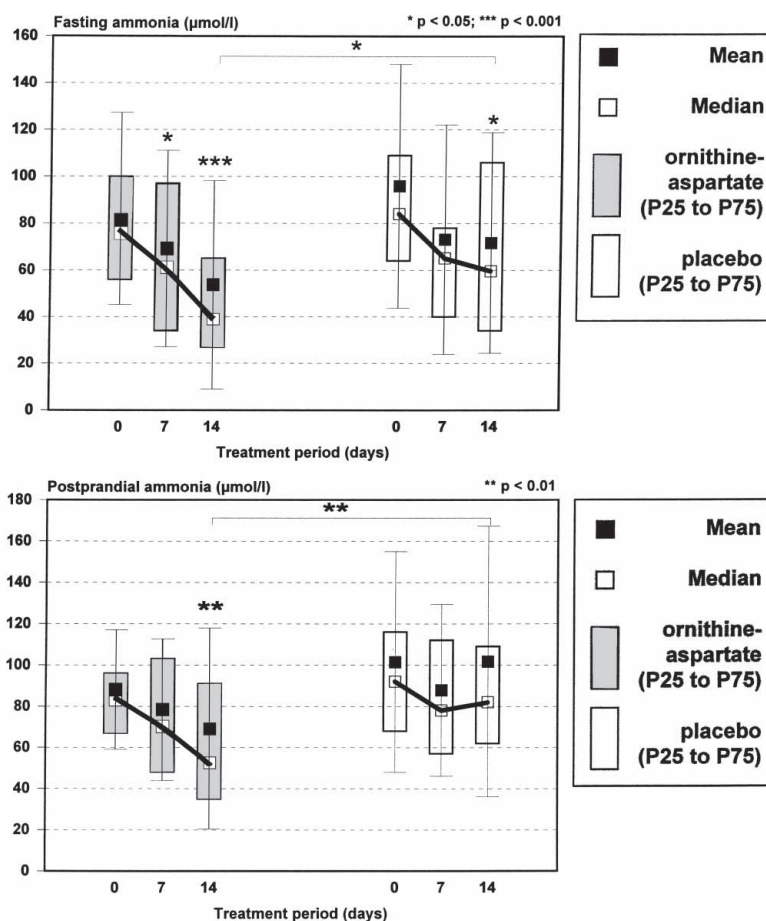 Fasting ammonia (µmol/l) * p < 0.05; *** p < 0.001
160
140
120
100
80
60
40
20
0
*
*
***
*
0 7 14 0 7 14
Treatment period (days)
Mean
Median
ornithine-
aspartate
(P25 to P75)
placebo
(P25 to P75)
Postprandial ammonia (µmol/l) ** p < 0.01
180
160
140
120
100
80
60
40
20
0
**
**
0 7 14 0 7 14
Treatment period (days)
Mean
Median
ornithine-
aspartate
(P25 to P75)
placebo
(P25 to P75)